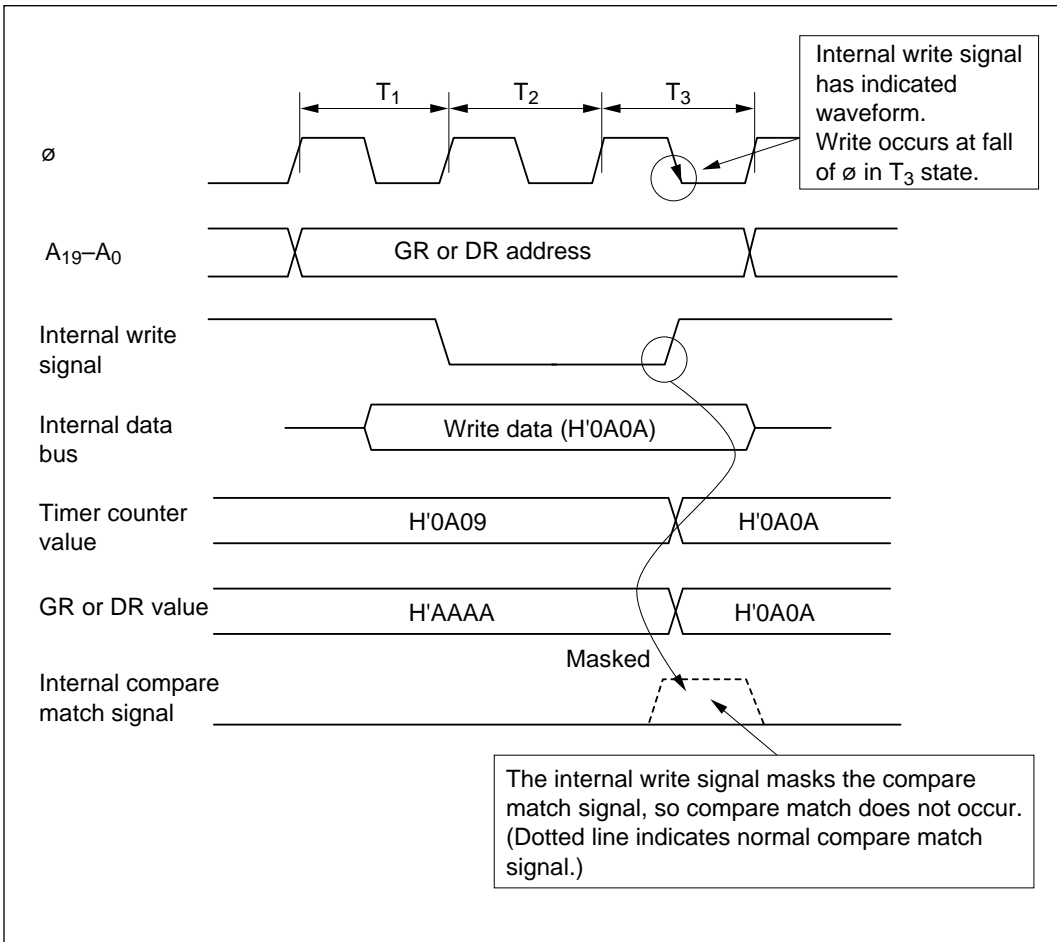 Internal write signal
has indicated
waveform.
Write occurs at fall
of ø in T3 state.
T1 T2 T3
ø
A19–A0
GR or DR address
Internal write
signal
Internal data
bus
Write data (H'0A0A)
Timer counter
value
H'0A09
H'0A0A
GR or DR value
H'AAAA
H'0A0A
Masked
Internal compare
match signal
The internal write signal masks the compare
match signal, so compare match does not occur.
(Dotted line indicates normal compare match
signal.)